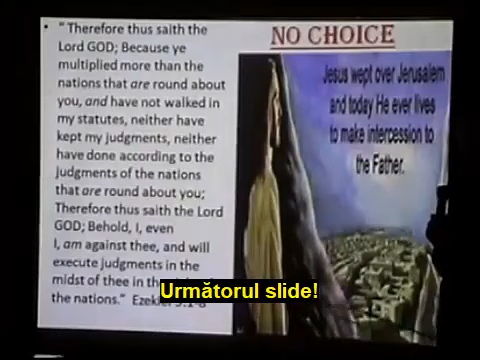 • “ Therefore thus saith the
Lord GOD; Because ye
multiplied more than the
nations that are round about
you, and have not walked in
my statutes, neither have
kept my judgments, neither
have done according to the
judgments of the nations
that are round about you;
Therefore thus saith the Lord
GOD; Behold, I, even
I, am against thee, and will
execute judgments in the
midst of thee in the
the nations.”
NO CHOICE
Jesus wept over Jerusalem
and today He ever lives
to make intercession to
the Father.
Următorul slide!